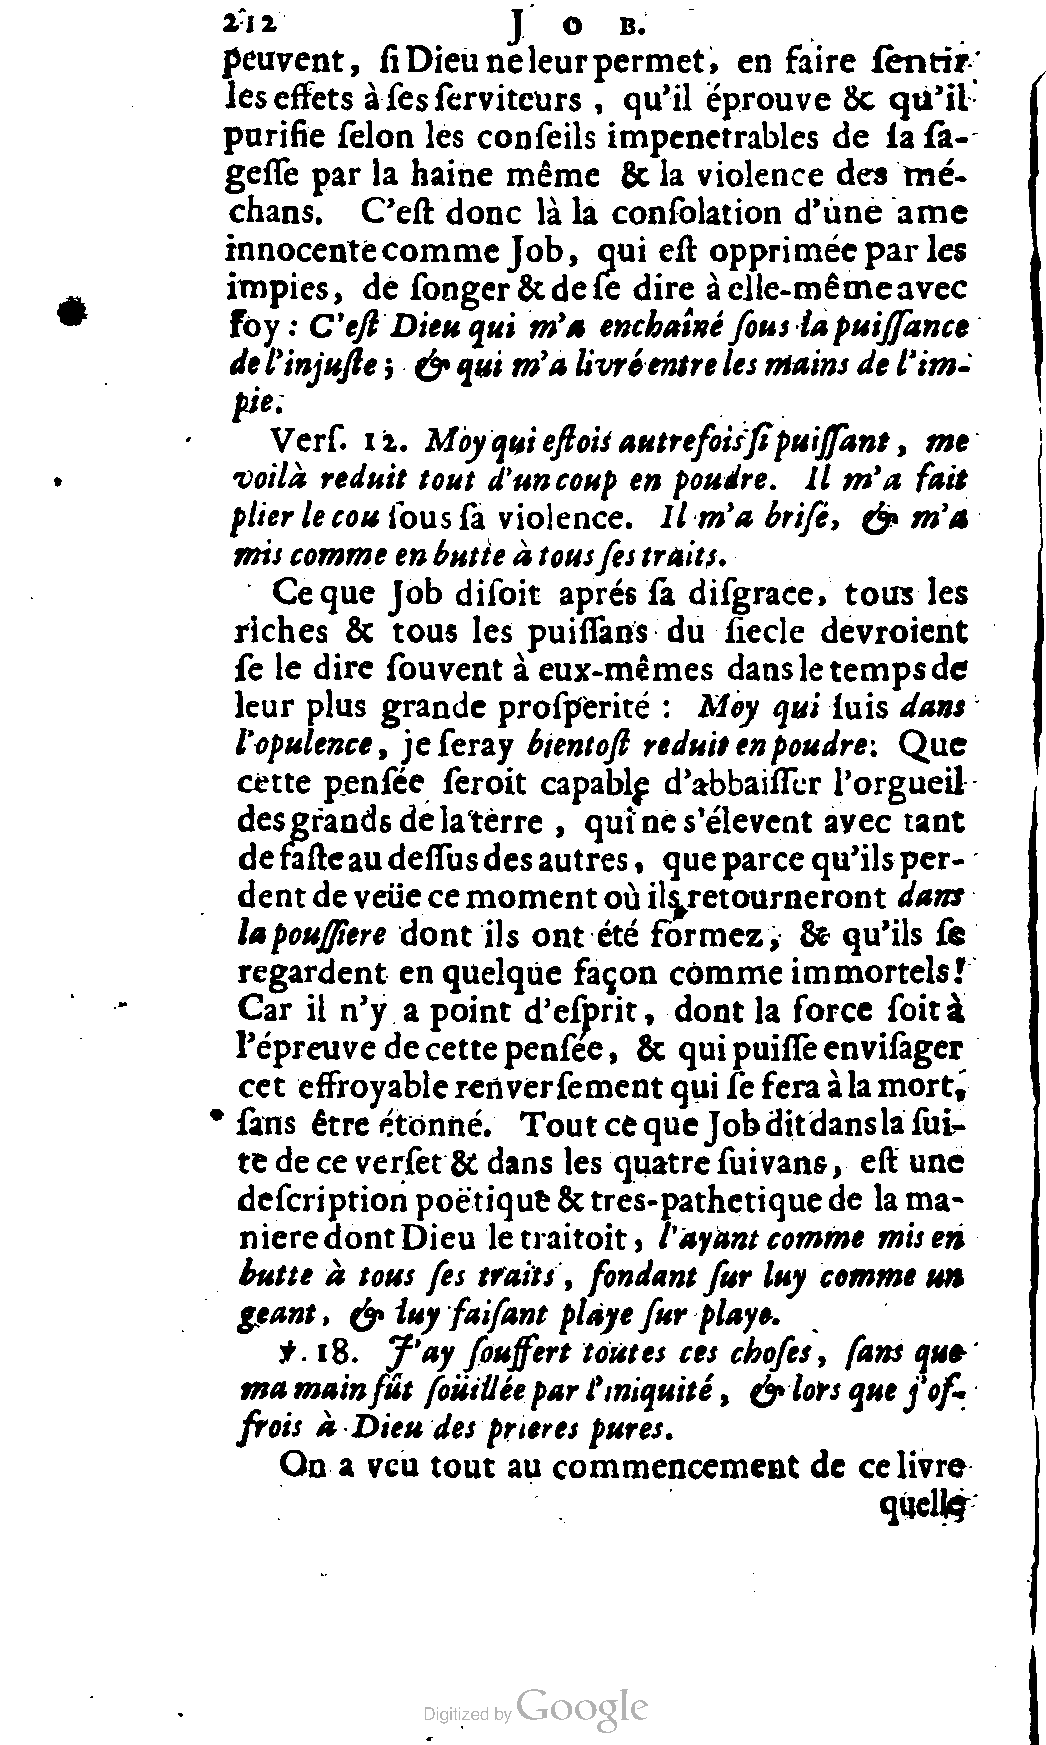 212 JOB.
peuvent, ſi Dieu ne leur permet, en faire ſentir
les effets à ſes ſerviteurs, qu'il éprouve & qu'il
purifie ſelon les conſeils impenetrables de ſa ſa-
geſſe par la haine même & la violence des mé-
chans. C'eſt donc là la conſolation d'une ame
innocente comme Job, qui eſt opprimée par les
impies, de ſonger & de ſe dire à elle-même avec
foy : C'eſt Dieu qui m'a enchaîné ſous la puiſſance
de l'injuſte ; & qui m'a livré entre les mains de l'im-
pie.
Verſ. 12. Moy qui eſtois autrefois ſi puiſſant, me
voilà reduit tout d'un coup en poudre. Il m'a fait
plier le cou ſous ſa violence. Il m'a briſé, & m'a
mis comme en butte à tous ſes traits.
Ce que Job diſoit aprés ſa diſgrace, tous les
riches & tous les puiſſans du ſiecle devroient
ſe le dire ſouvent à eux-mêmes dans le temps de
leur plus grande proſperité : Moy qui ſuis dans
l'opulence, je ſeray bientoſt reduit en poudre: Que
cette penſée ſeroit capable d'abbaiſſer l'orgueil
des grands de la terre, qui ne s'élevent avec tant
de faſte au deſſus des autres, que parce qu'ils per-
dent de veüe ce moment où ils retourneront dans
la pouſſiere dont ils ont été formez, & qu'ils ſe
regardent en quelque façon comme immortels!
Car il n'y a point d'eſprit, dont la force ſoit à
l'épreuve de cette penſée, & qui puiſſe enviſager
cet effroyable renverſement qui ſe fera à la mort,
ſans être étonné. Tout ce que Job dit dans la ſui-
te de ce verſet & dans les quatre ſuivans, eſt une
deſcription poëtique & tres-pathetique de la ma-
niere dont Dieu le traitoit, l'ayant comme mis en
butte à tous ſes traits, fondant ſur luy comme un
geant, & luy faiſant playe ſur playe.
℣. 18. J'ay ſouffert toutes ces choſes, ſans que
ma main fût ſoüillée par l'iniquité, & lors que j'of-
frois à Dieu des prieres pures.
On a veu tout au commencement de ce livre
quelle
Digitized by Google